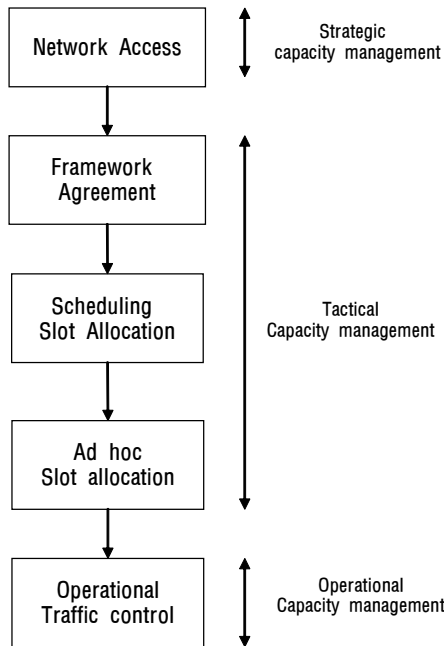 Network Access
Strategic
capacity management
Framework
Agreement
Scheduling
Slot Allocation
Tactical
Capacity management
Ad hoc
Slot allocation
Operational
Traffic control
Operational
Capacity management